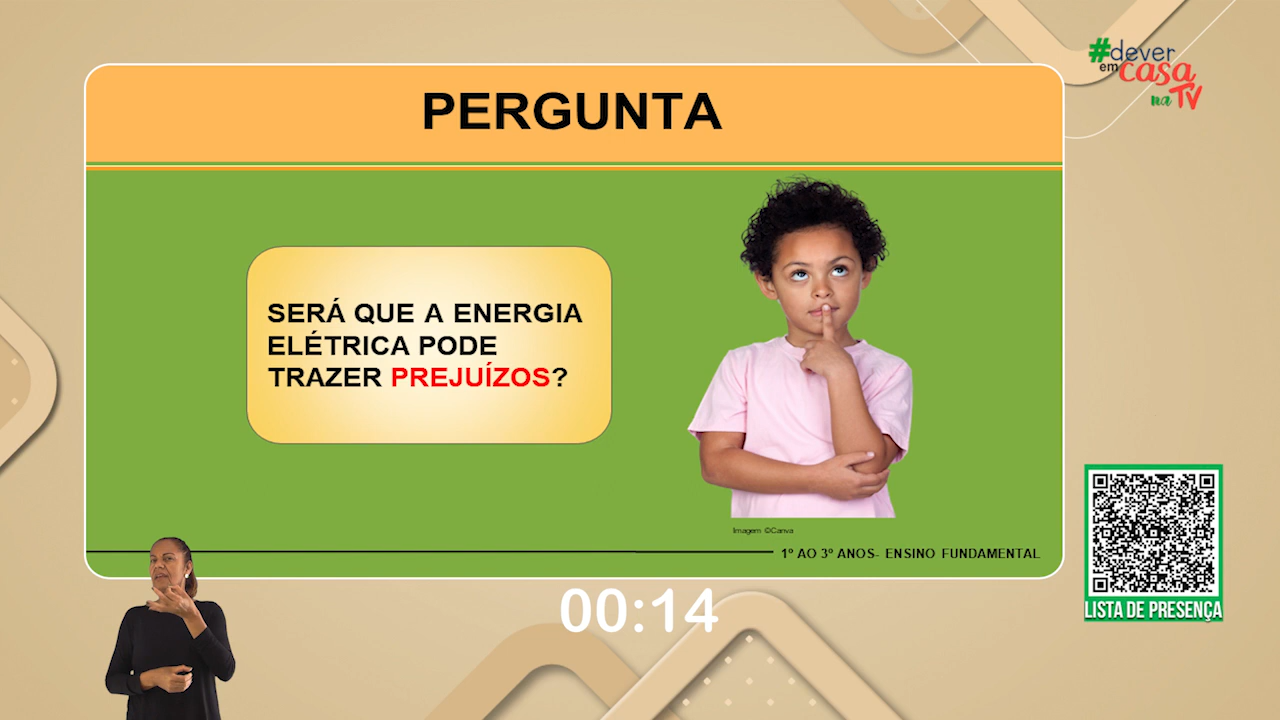 #dever
em casa
na TV
PERGUNTA
SERÁ QUE A ENERGIA
ELÉTRICA PODE
TRAZER PREJUÍZOS?
Imagem ©Canva
1º AO 3º ANOS- ENSINO FUNDAMENTAL
00:14
LISTA DE PRESENÇA